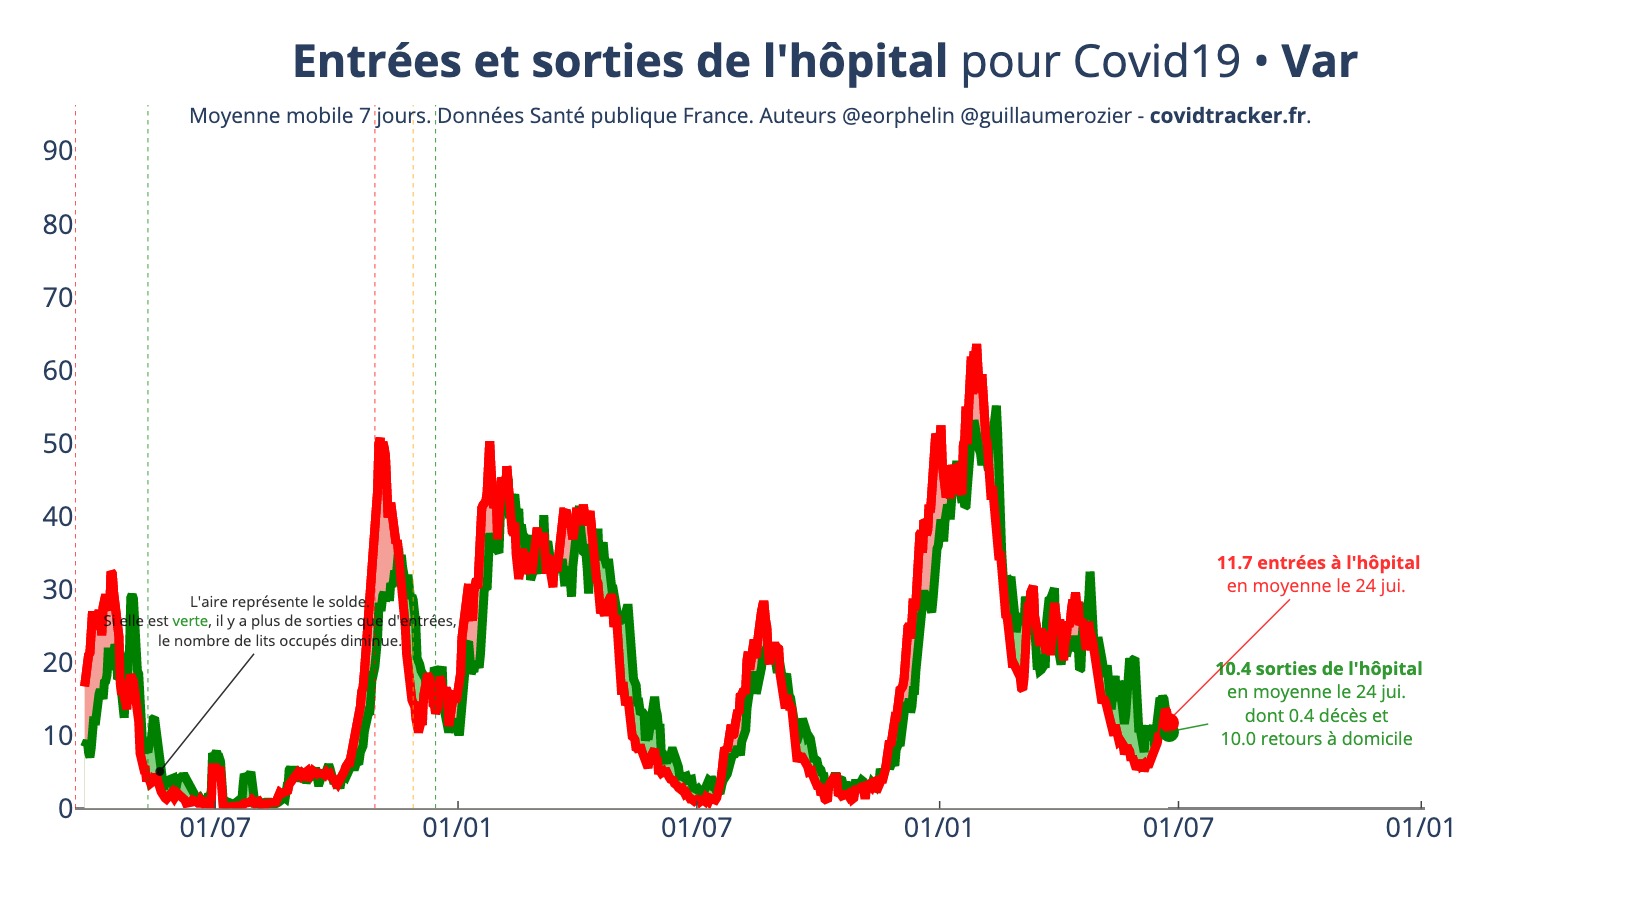 Entrées et sorties de l'hôpital pour Covid19 • Var
Moyenne mobile 7 jours. Données Santé publique France. Auteurs @eorphelin @guillaumerozier - covidtracker.fr.
90
80
70
60
50
40
30
20
10
0
L'aire représente le solde.
Si elle est verte, il y a plus de sorties que d'entrées,
le nombre de lits occupés diminue.
11.7 entrées à l'hôpital
en moyenne le 24 jui.
10.4 sorties de l'hôpital
en moyenne le 24 jui.
dont 0.4 décès et
10.0 retours à domicile
01/07 01/01 01/07 01/01 01/07 01/01